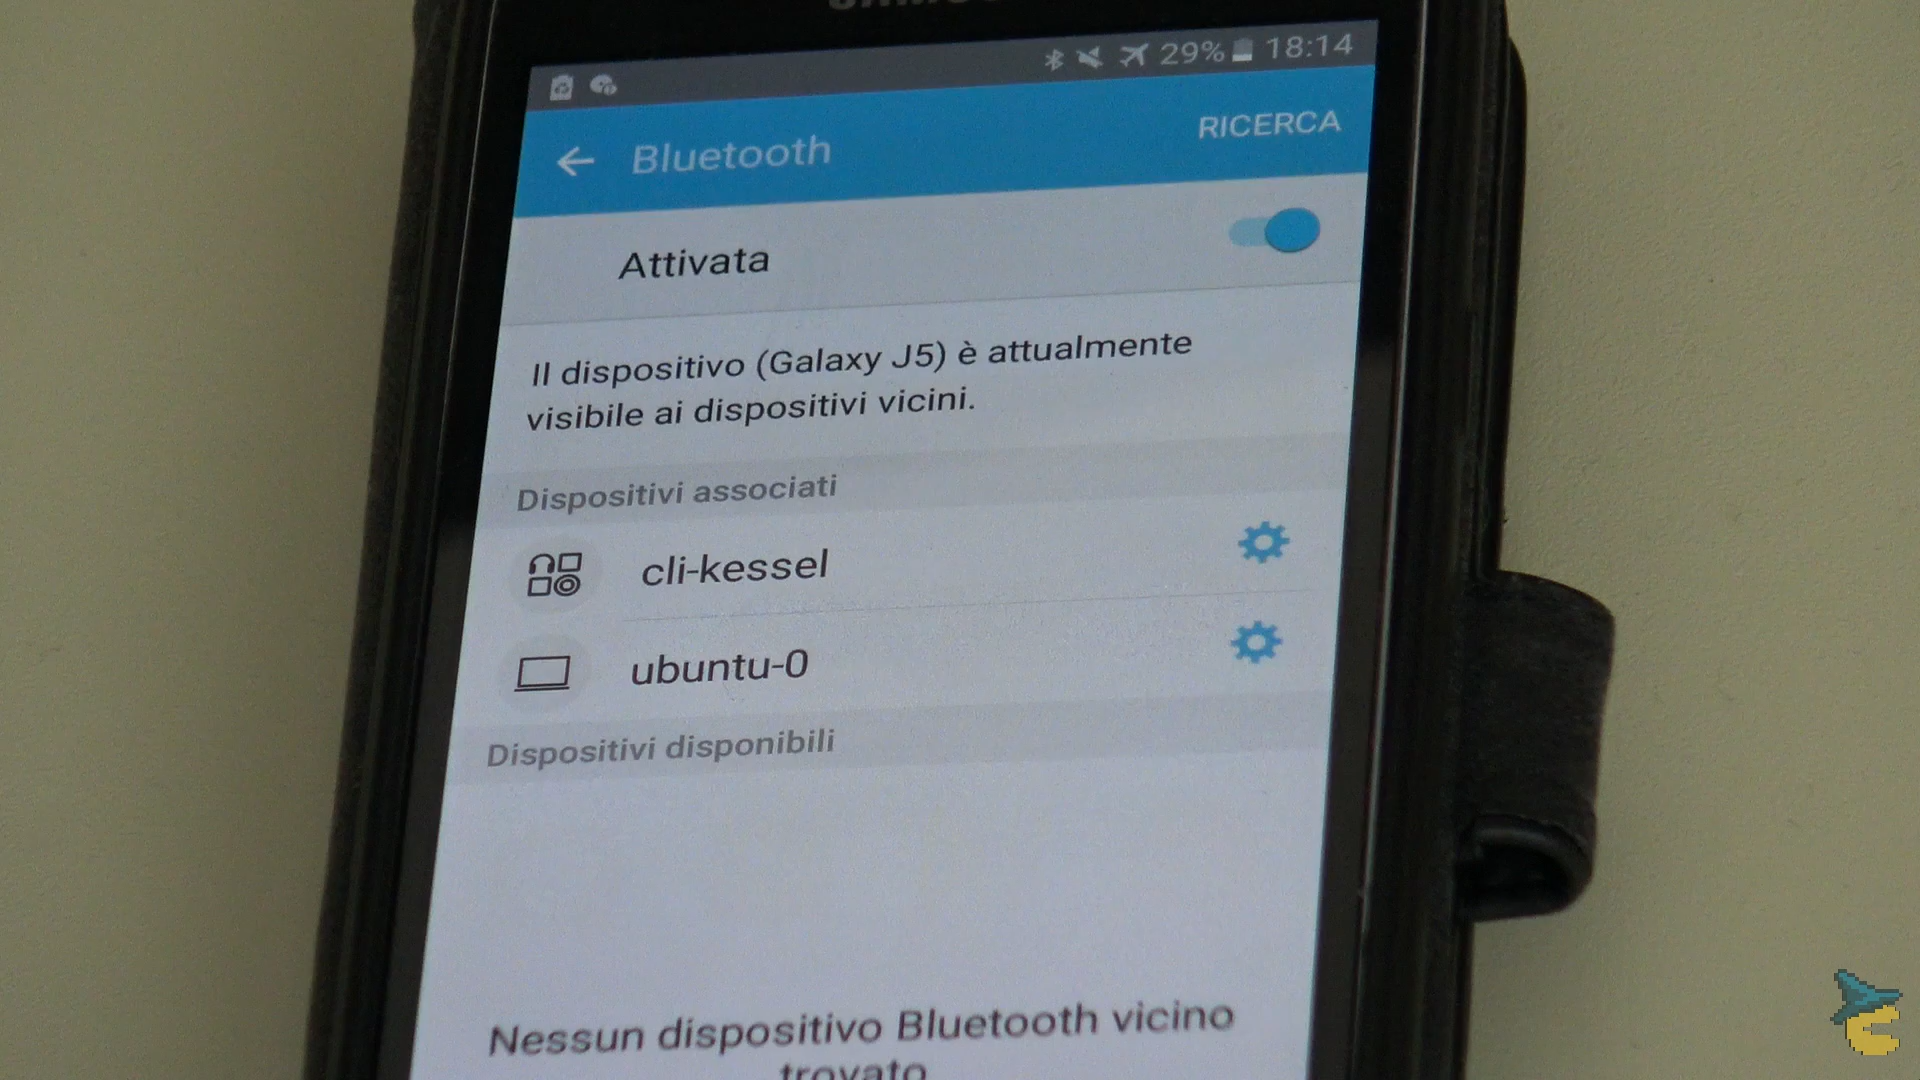 29% 18:14
Bluetooth RICERCA
Attivata
Il dispositivo (Galaxy J5) è attualmente
visibile ai dispositivi vicini.
Dispositivi associati
cli-kessel
ubuntu-0
Dispositivi disponibili
Nessun dispositivo Bluetooth vicino
trovato